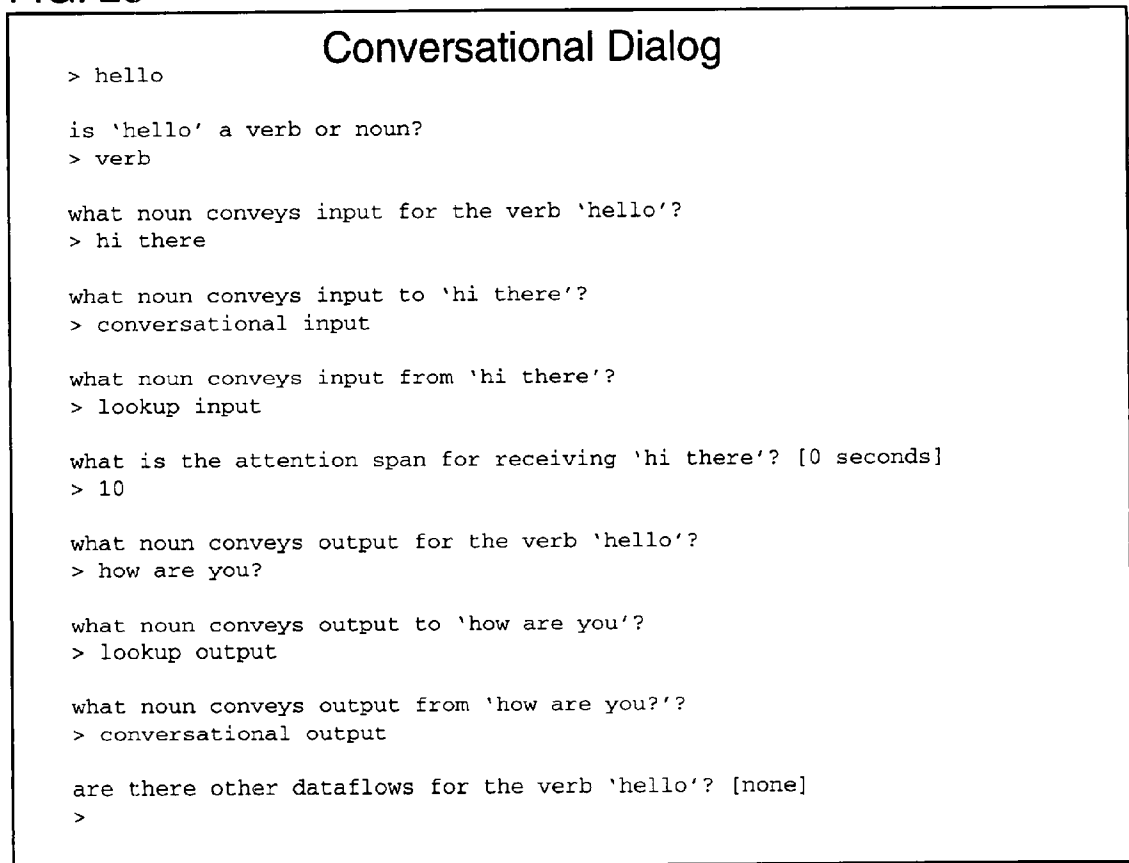 Conversational Dialog
> hello
is 'hello' a verb or noun?
> verb
what noun conveys input for the verb 'hello'?
> hi there
what noun conveys input to 'hi there'?
> conversational input
what noun conveys input from 'hi there'?
> lookup input
what is the attention span for receiving 'hi there'? [0 seconds]
> 10
what noun conveys output for the verb 'hello'?
> how are you?
what noun conveys output to 'how are you'?
> lookup output
what noun conveys output from 'how are you?'?
> conversational output
are there other dataflows for the verb 'hello'? [none]
>